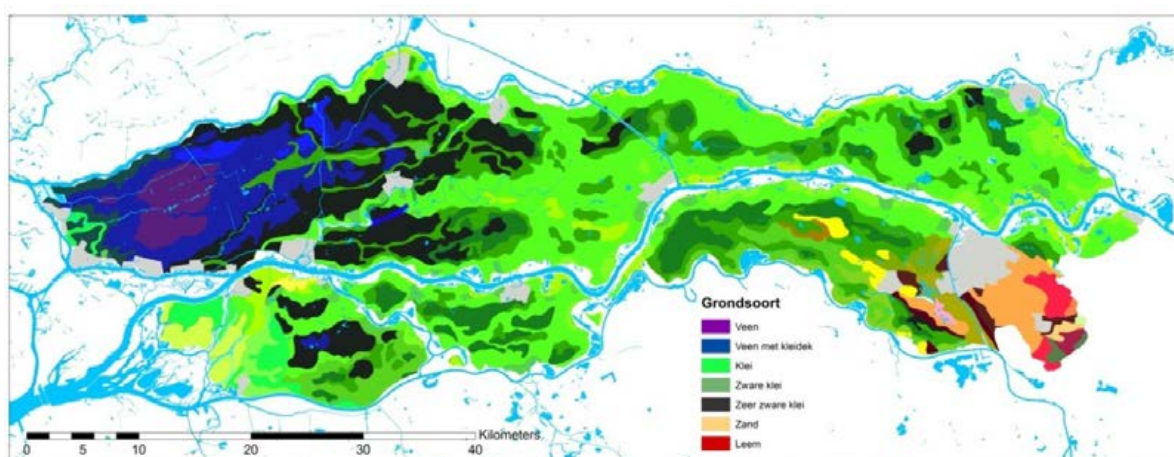 Grondsoort
Veen
Veen met kleidek
Klei
Zware klei
Zeer zware klei
Zand
Leem
Kilometers
0 5 10 20 30 40